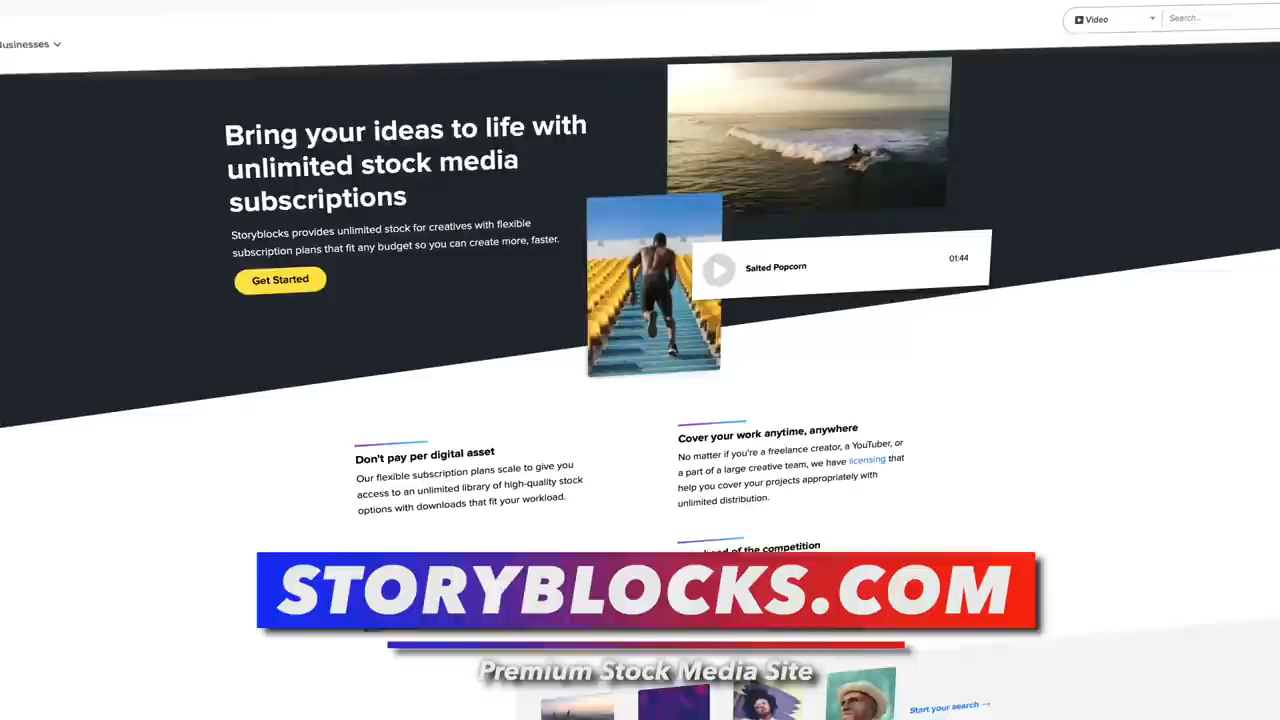 Businesses
Video
Search...
Bring your ideas to life with
unlimited stock media
subscriptions
Storyblocks provides unlimited stock for creatives with flexible
subscription plans that fit any budget so you can create more, faster.
Get Started
Salted Popcorn
01:44
Don't pay per digital asset
Our flexible subscription plans scale to give you
access to an unlimited library of high-quality stock
options with downloads that fit your workload.
Cover your work anytime, anywhere
No matter if you're a freelance creator, a YouTuber, or
a part of a large creative team, we have licensing that
help you cover your projects appropriately with
unlimited distribution.
of the competition
STORYBLOCKS.COM
Premium Stock Media Site
Start your search →